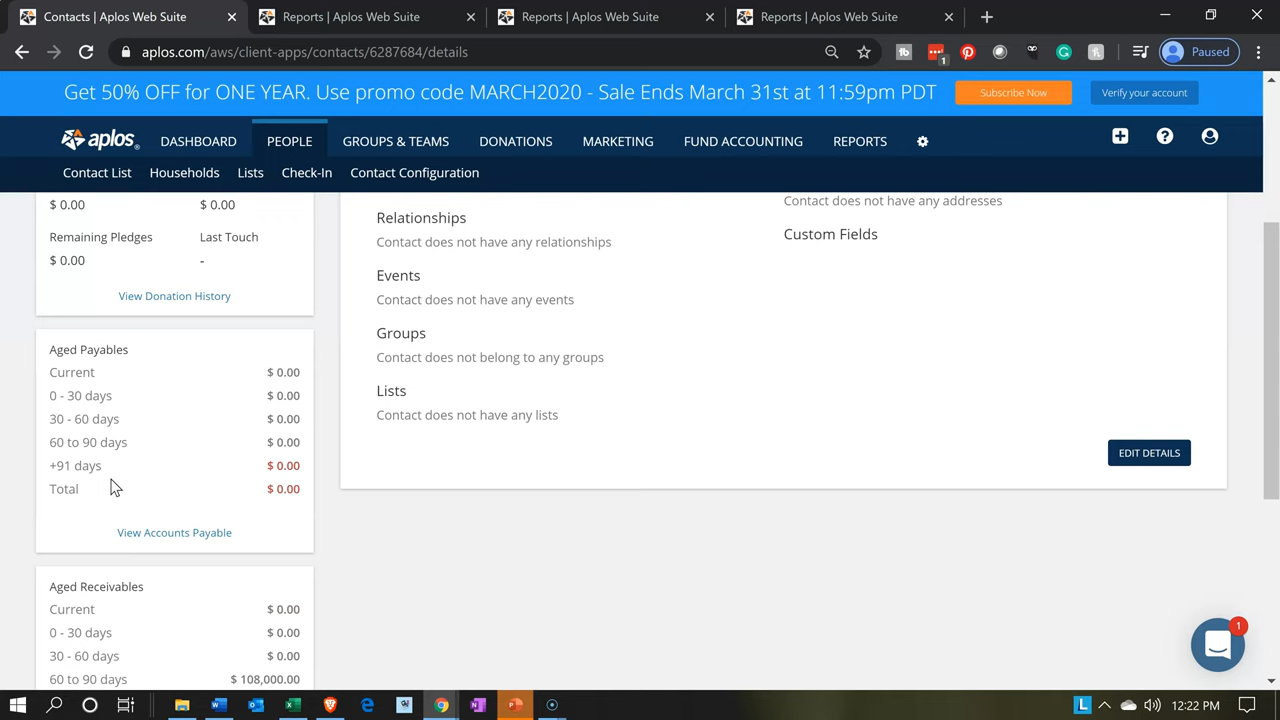 Contacts | Aplos Web Suite
Reports | Aplos Web Suite
Reports | Aplos Web Suite
Reports | Aplos Web Suite
aplos.com/aws/client-apps/contacts/6287684/details
Paused
Get 50% OFF for ONE YEAR. Use promo code MARCH2020 - Sale Ends March 31st at 11:59pm PDT
Subscribe Now
Verify your account
aplos
DASHBOARD
PEOPLE
GROUPS & TEAMS
DONATIONS
MARKETING
FUND ACCOUNTING
REPORTS
Contact List
Households
Lists
Check-In
Contact Configuration
$ 0.00 $ 0.00
Remaining Pledges Last Touch
$ 0.00 -
View Donation History
Aged Payables
Current $ 0.00
0 - 30 days $ 0.00
30 - 60 days $ 0.00
60 to 90 days $ 0.00
+91 days $ 0.00
Total $ 0.00
View Accounts Payable
Aged Receivables
Current $ 0.00
0 - 30 days $ 0.00
30 - 60 days $ 0.00
60 to 90 days $ 108,000.00
Relationships
Contact does not have any relationships
Events
Contact does not have any events
Groups
Contact does not belong to any groups
Lists
Contact does not have any lists
Contact does not have any addresses
Custom Fields
EDIT DETAILS
1
12:22 PM